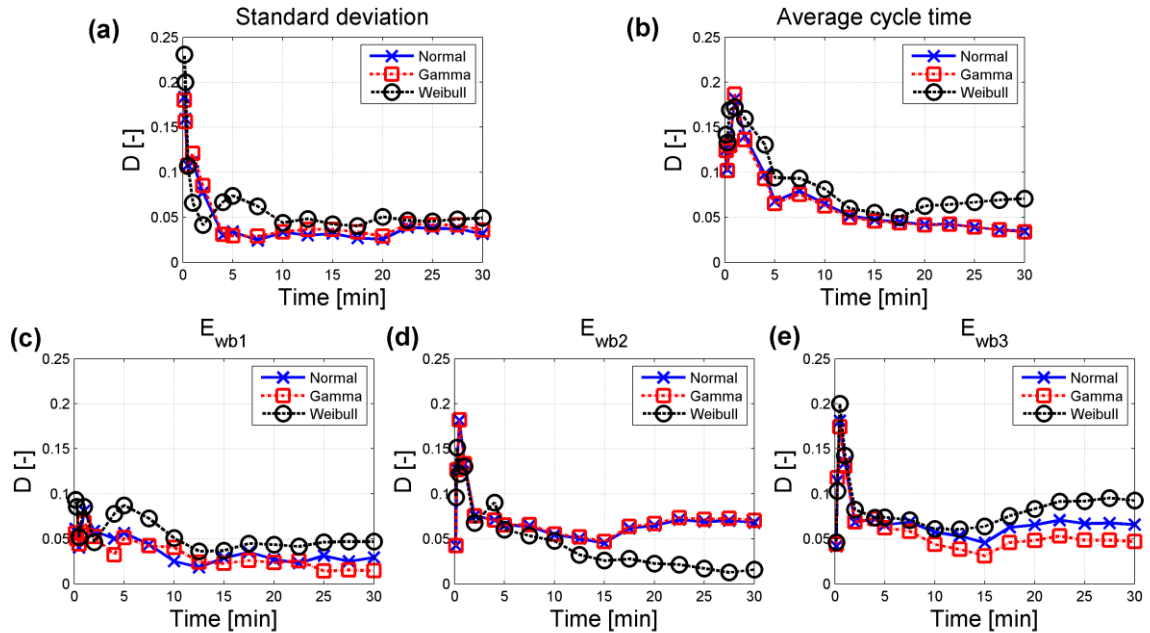 (a)
Standard deviation
0.25
0.2
0.15
0.1
0.05
0
D [-]
Normal
Gamma
Weibull
0 5 10 15 20 25 30
Time [min]
(b)
Average cycle time
0.25
0.2
0.15
0.1
0.05
0
D [-]
Normal
Gamma
Weibull
0 5 10 15 20 25 30
Time [min]
(c)
E_wb1
0.25
0.2
0.15
0.1
0.05
0
D [-]
Normal
Gamma
Weibull
0 5 10 15 20 25 30
Time [min]
(d)
E_wb2
0.25
0.2
0.15
0.1
0.05
0
D [-]
Normal
Gamma
Weibull
0 5 10 15 20 25 30
Time [min]
(e)
E_wb3
0.25
0.2
0.15
0.1
0.05
0
D [-]
Normal
Gamma
Weibull
0 5 10 15 20 25 30
Time [min]